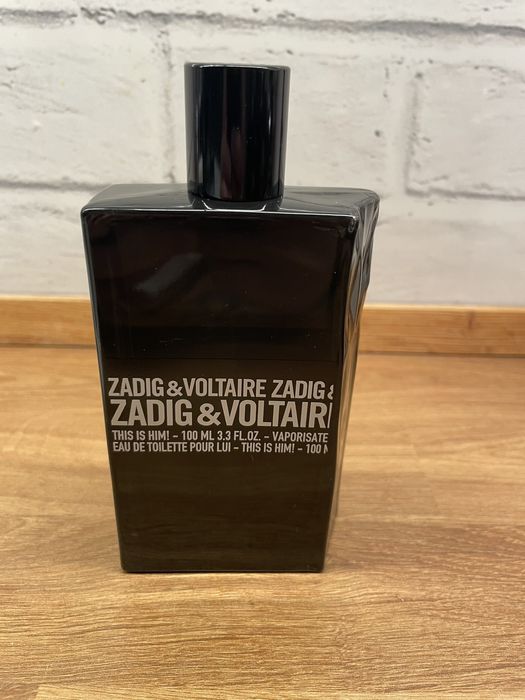 ZADIG &VOLTAIRE ZADIG &
ZADIG &VOLTAIR
THIS IS HIM! – 100 ML 3.3 FL.OZ. – VAPORISATE
EAU DE TOILETTE POUR LUI – THIS IS HIM! – 100